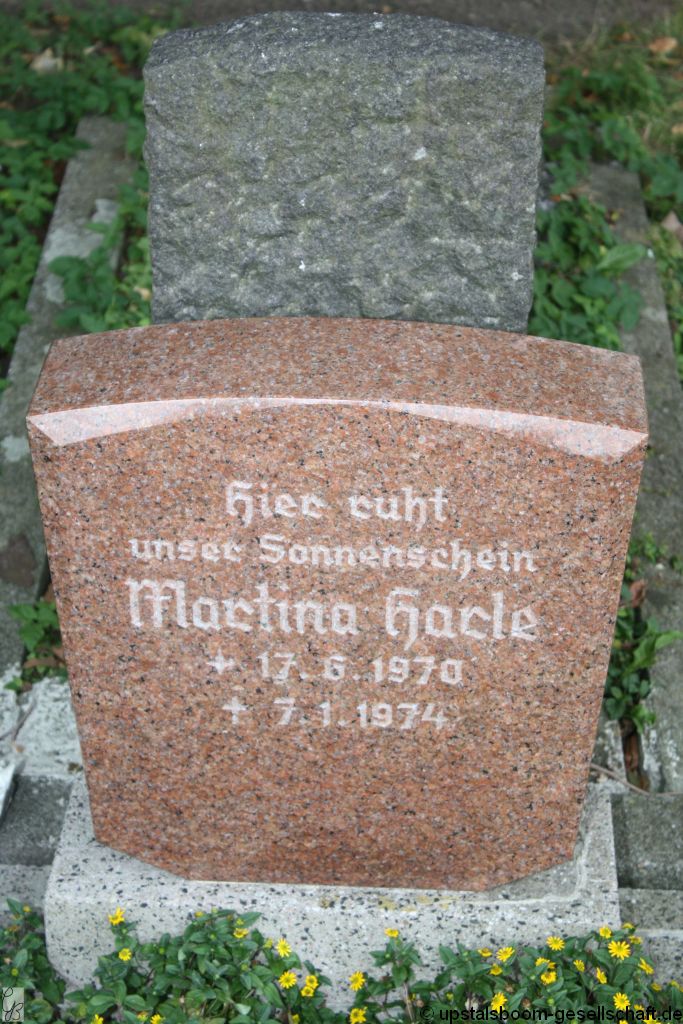 Hier ruht
unser Sonnenschein
Martina Harle
✢ 17. 6. 1970
✝ 7. 1. 1974
© upstalsboom-gesellschaft.de